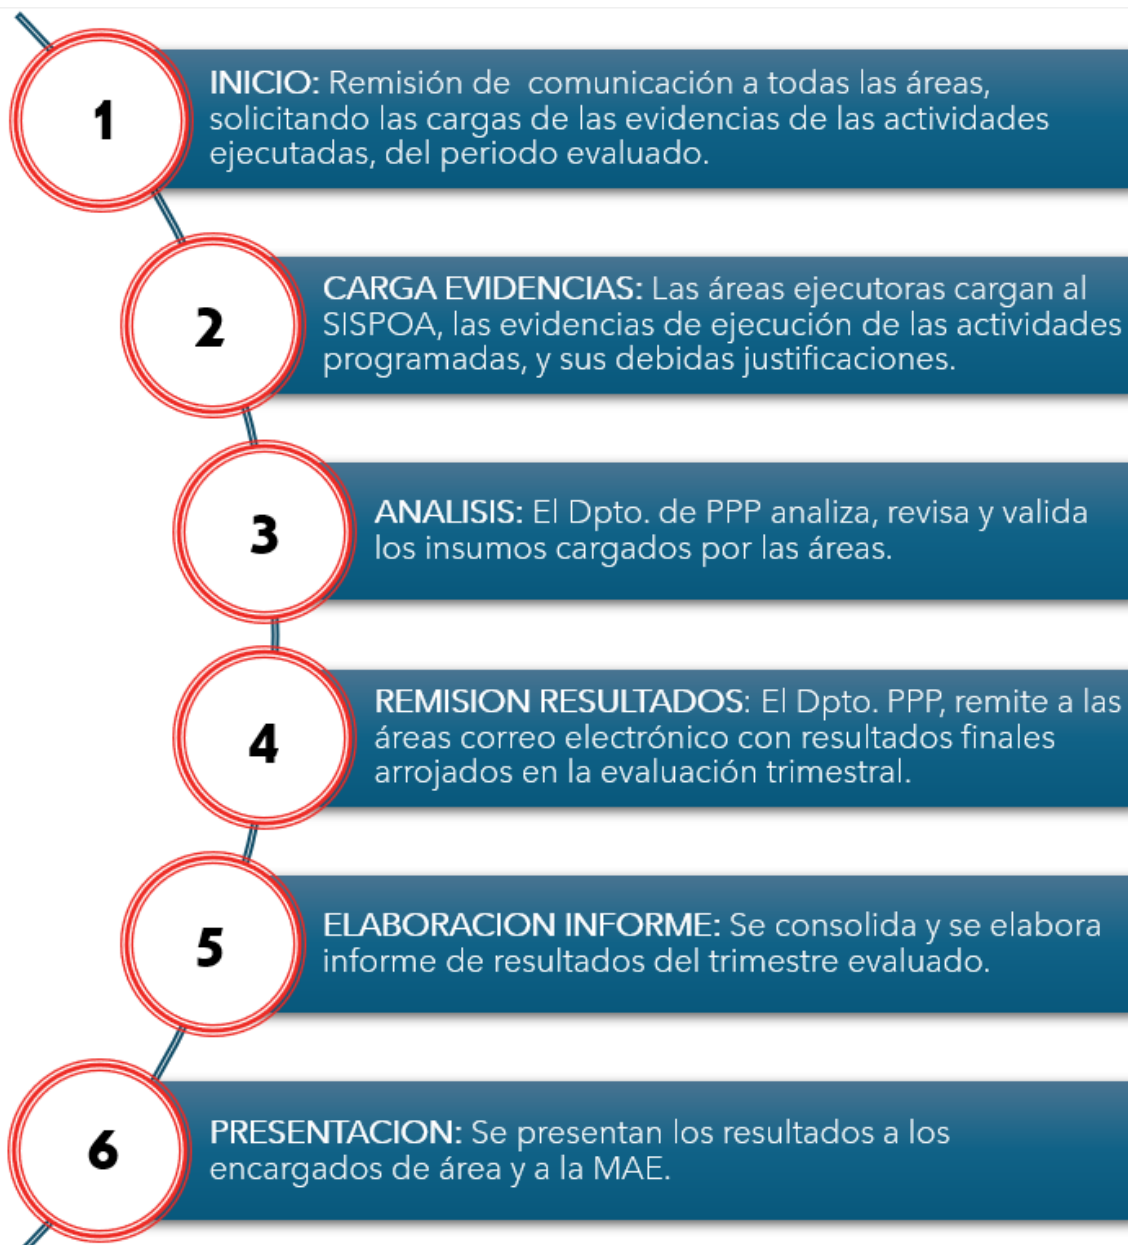 1
INICIO: Remisión de comunicación a todas las áreas,
solicitando las cargas de las evidencias de las actividades
ejecutadas, del periodo evaluado.
2
CARGA EVIDENCIAS: Las áreas ejecutoras cargan al
SISPOA, las evidencias de ejecución de las actividades
programadas, y sus debidas justificaciones.
3
ANALISIS: El Dpto. de PPP analiza, revisa y valida
los insumos cargados por las áreas.
4
REMISION RESULTADOS: El Dpto. PPP, remite a las
áreas correo electrónico con resultados finales
arrojados en la evaluación trimestral.
5
ELABORACION INFORME: Se consolida y se elabora
informe de resultados del trimestre evaluado.
6
PRESENTACION: Se presentan los resultados a los
encargados de área y a la MAE.